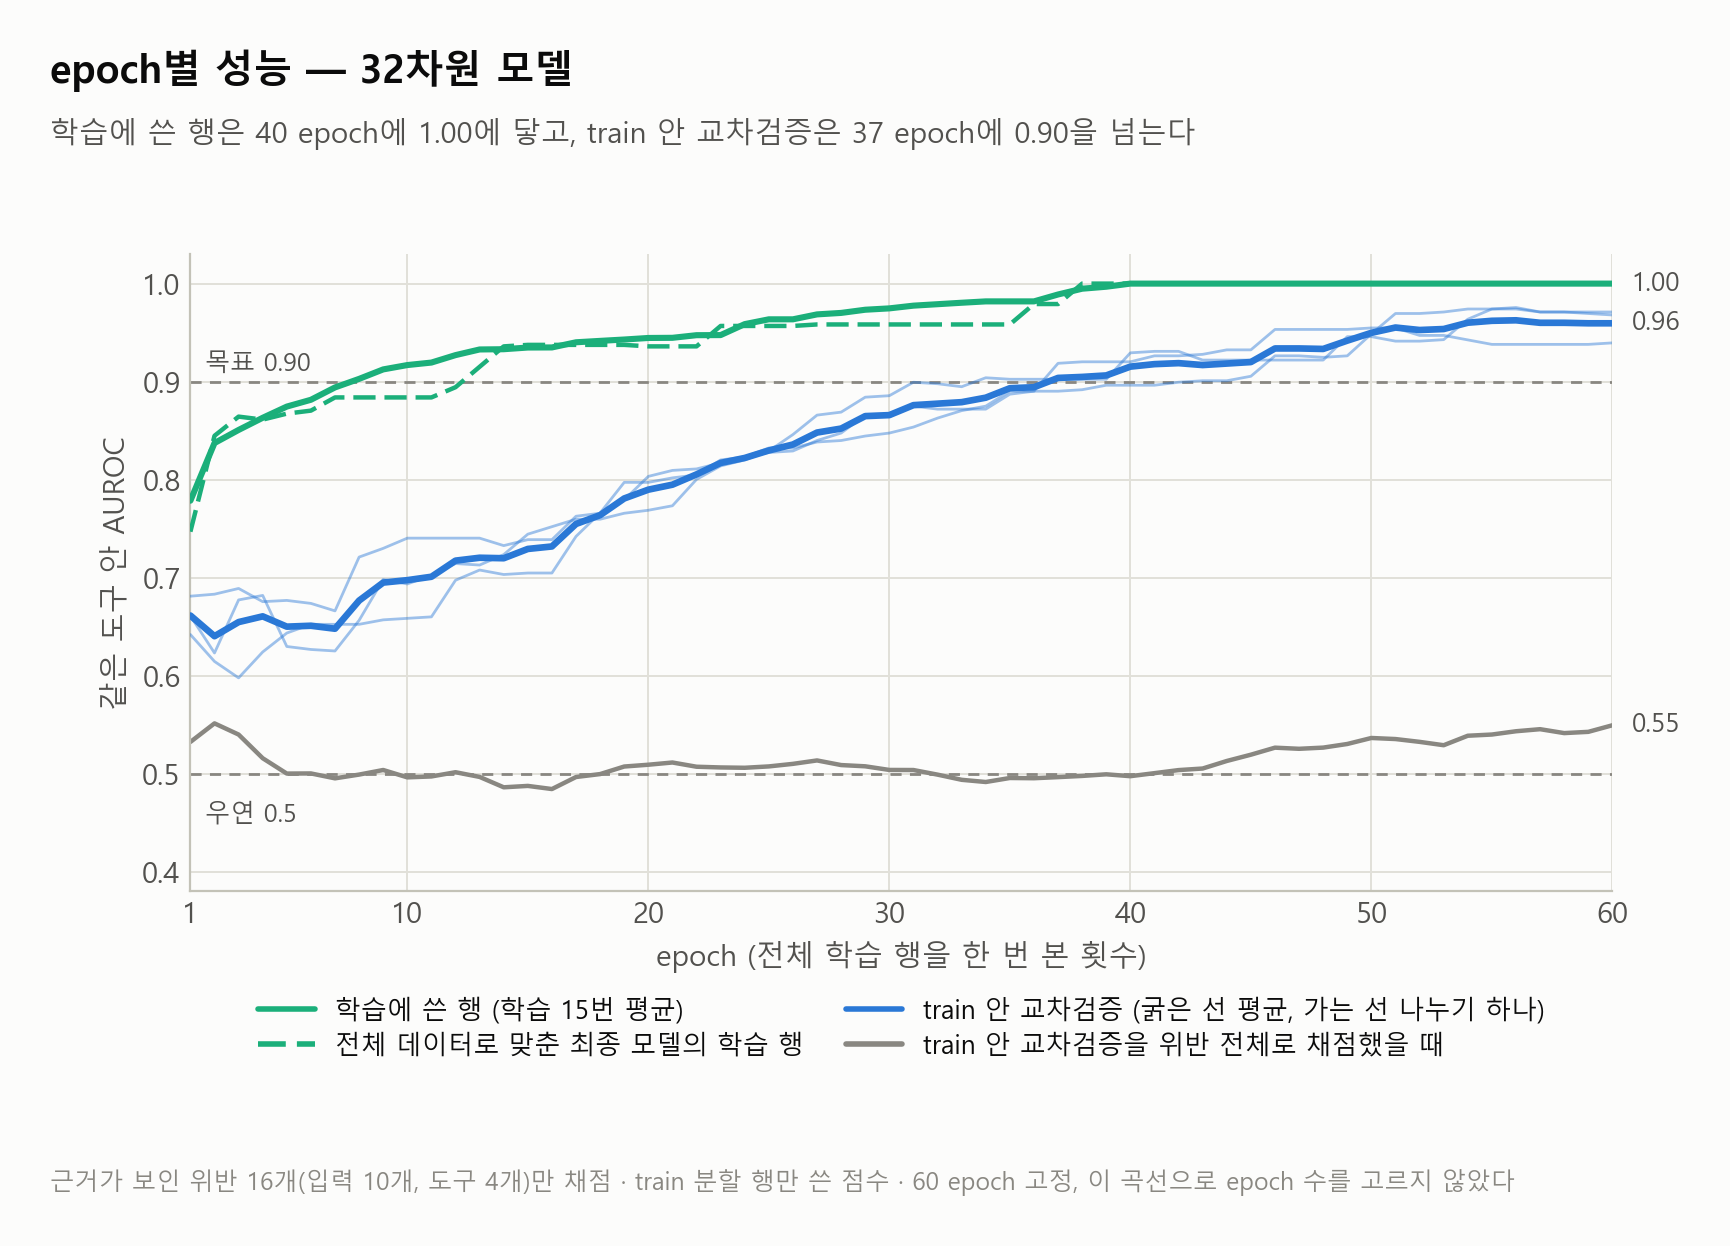 epoch별 성능 — 32차원 모델
학습에 쓴 행은 40 epoch에 1.00에 닿고, train 안 교차검증은 37 epoch에 0.90을 넘는다
같은 도구 안 AUROC
1.0
0.9
0.8
0.7
0.6
0.5
0.4
목표 0.90
우연 0.5
1.00
0.96
0.55
1
10
20
30
40
50
60
epoch (전체 학습 행을 한 번 본 횟수)
학습에 쓴 행 (학습 15번 평균)
전체 데이터로 맞춘 최종 모델의 학습 행
train 안 교차검증 (굵은 선 평균, 가는 선 나누기 하나)
train 안 교차검증을 위반 전체로 채점했을 때
근거가 보인 위반 16개(입력 10개, 도구 4개)만 채점 · train 분할 행만 쓴 점수 · 60 epoch 고정, 이 곡선으로 epoch 수를 고르지 않았다